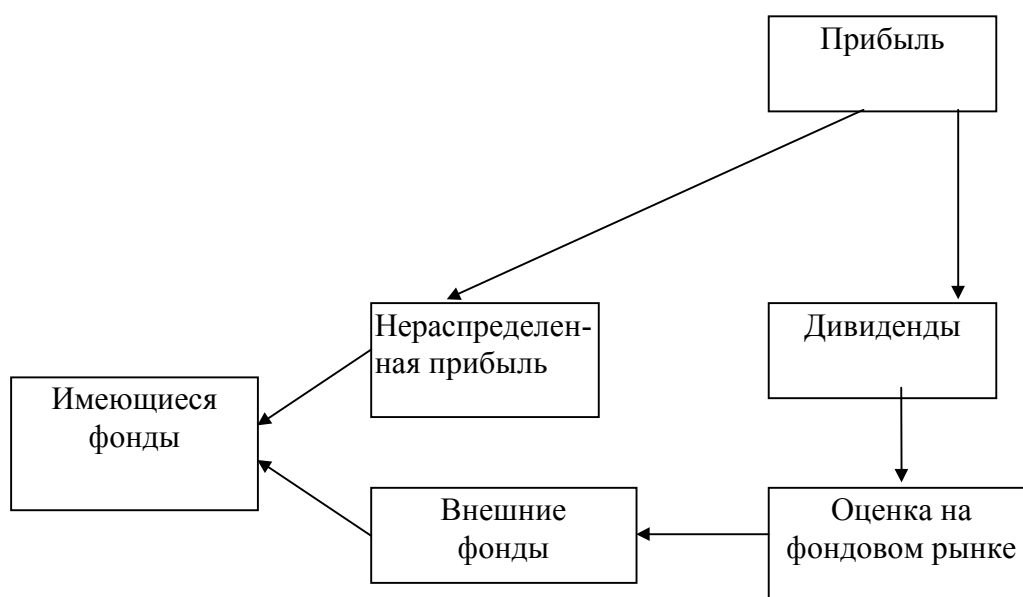 Прибыль
Нераспределен-
ная прибыль
Дивиденды
Имеющиеся
фонды
Внешние
фонды
Оценка на
фондовом рынке